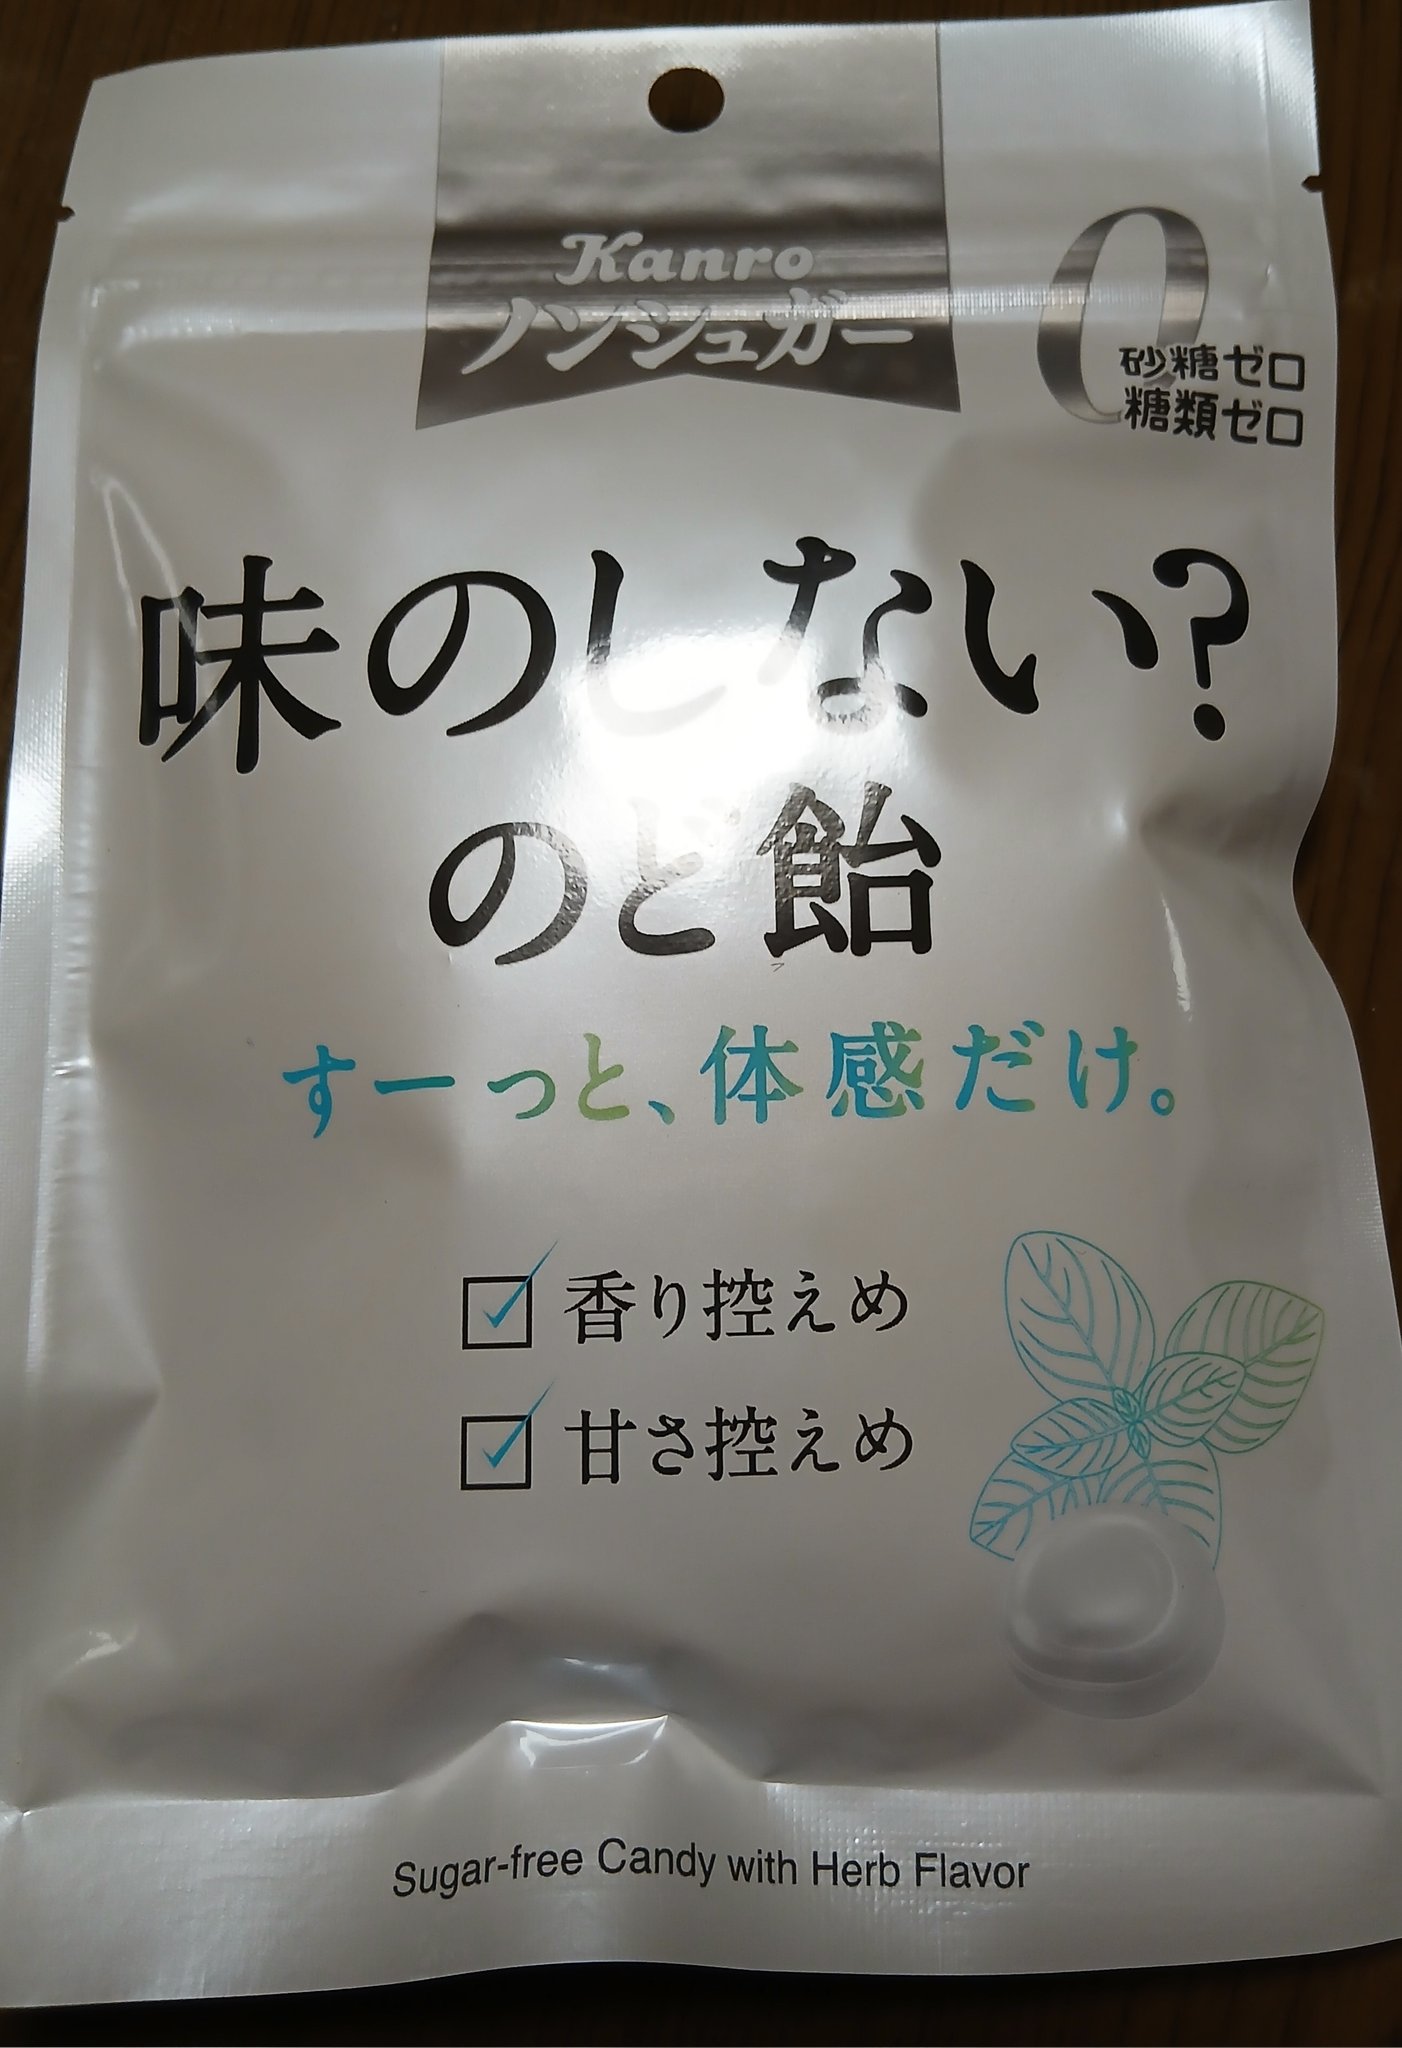 Kanro
ノンシュガー
0
砂糖ゼロ
糖類ゼロ
味のしない?
のど飴
すーっと、体感だけ。
香り控えめ
甘さ控えめ
Sugar-free Candy with Herb Flavor